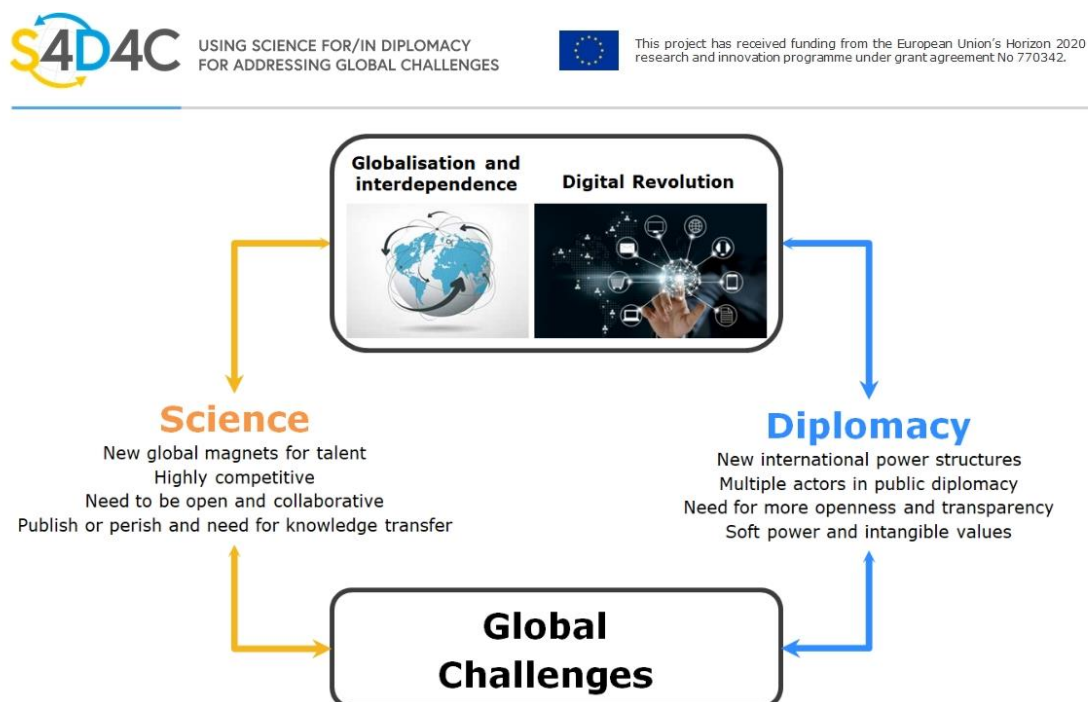 S4D4C
USING SCIENCE FOR/IN DIPLOMACY
FOR ADDRESSING GLOBAL CHALLENGES
This project has received funding from the European Union’s Horizon 2020
research and innovation programme under grant agreement No 770342.
Globalisation and
interdependence
Digital Revolution
Science
New global magnets for talent
Highly competitive
Need to be open and collaborative
Publish or perish and need for knowledge transfer
Diplomacy
New international power structures
Multiple actors in public diplomacy
Need for more openness and transparency
Soft power and intangible values
Global
Challenges